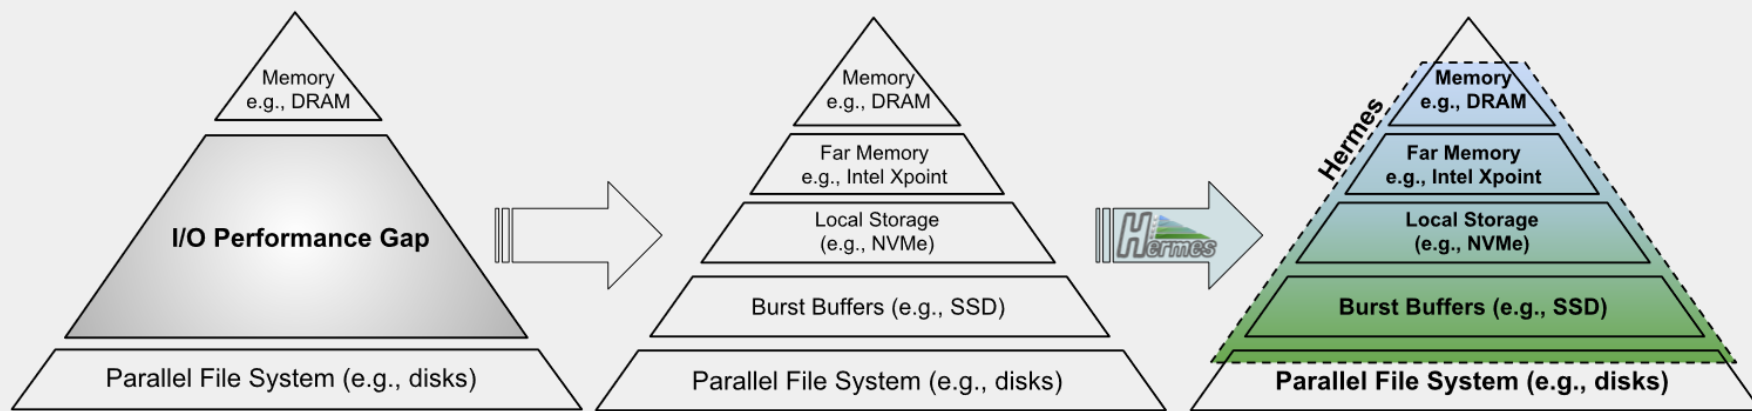 Memory
e.g., DRAM
I/O Performance Gap
Parallel File System (e.g., disks)
Memory
e.g., DRAM
Far Memory
e.g., Intel Xpoint
Local Storage
(e.g., NVMe)
Burst Buffers (e.g., SSD)
Parallel File System (e.g., disks)
Hermes
Hermes
Memory
e.g., DRAM
Far Memory
e.g., Intel Xpoint
Local Storage
(e.g., NVMe)
Burst Buffers (e.g., SSD)
Parallel File System (e.g., disks)